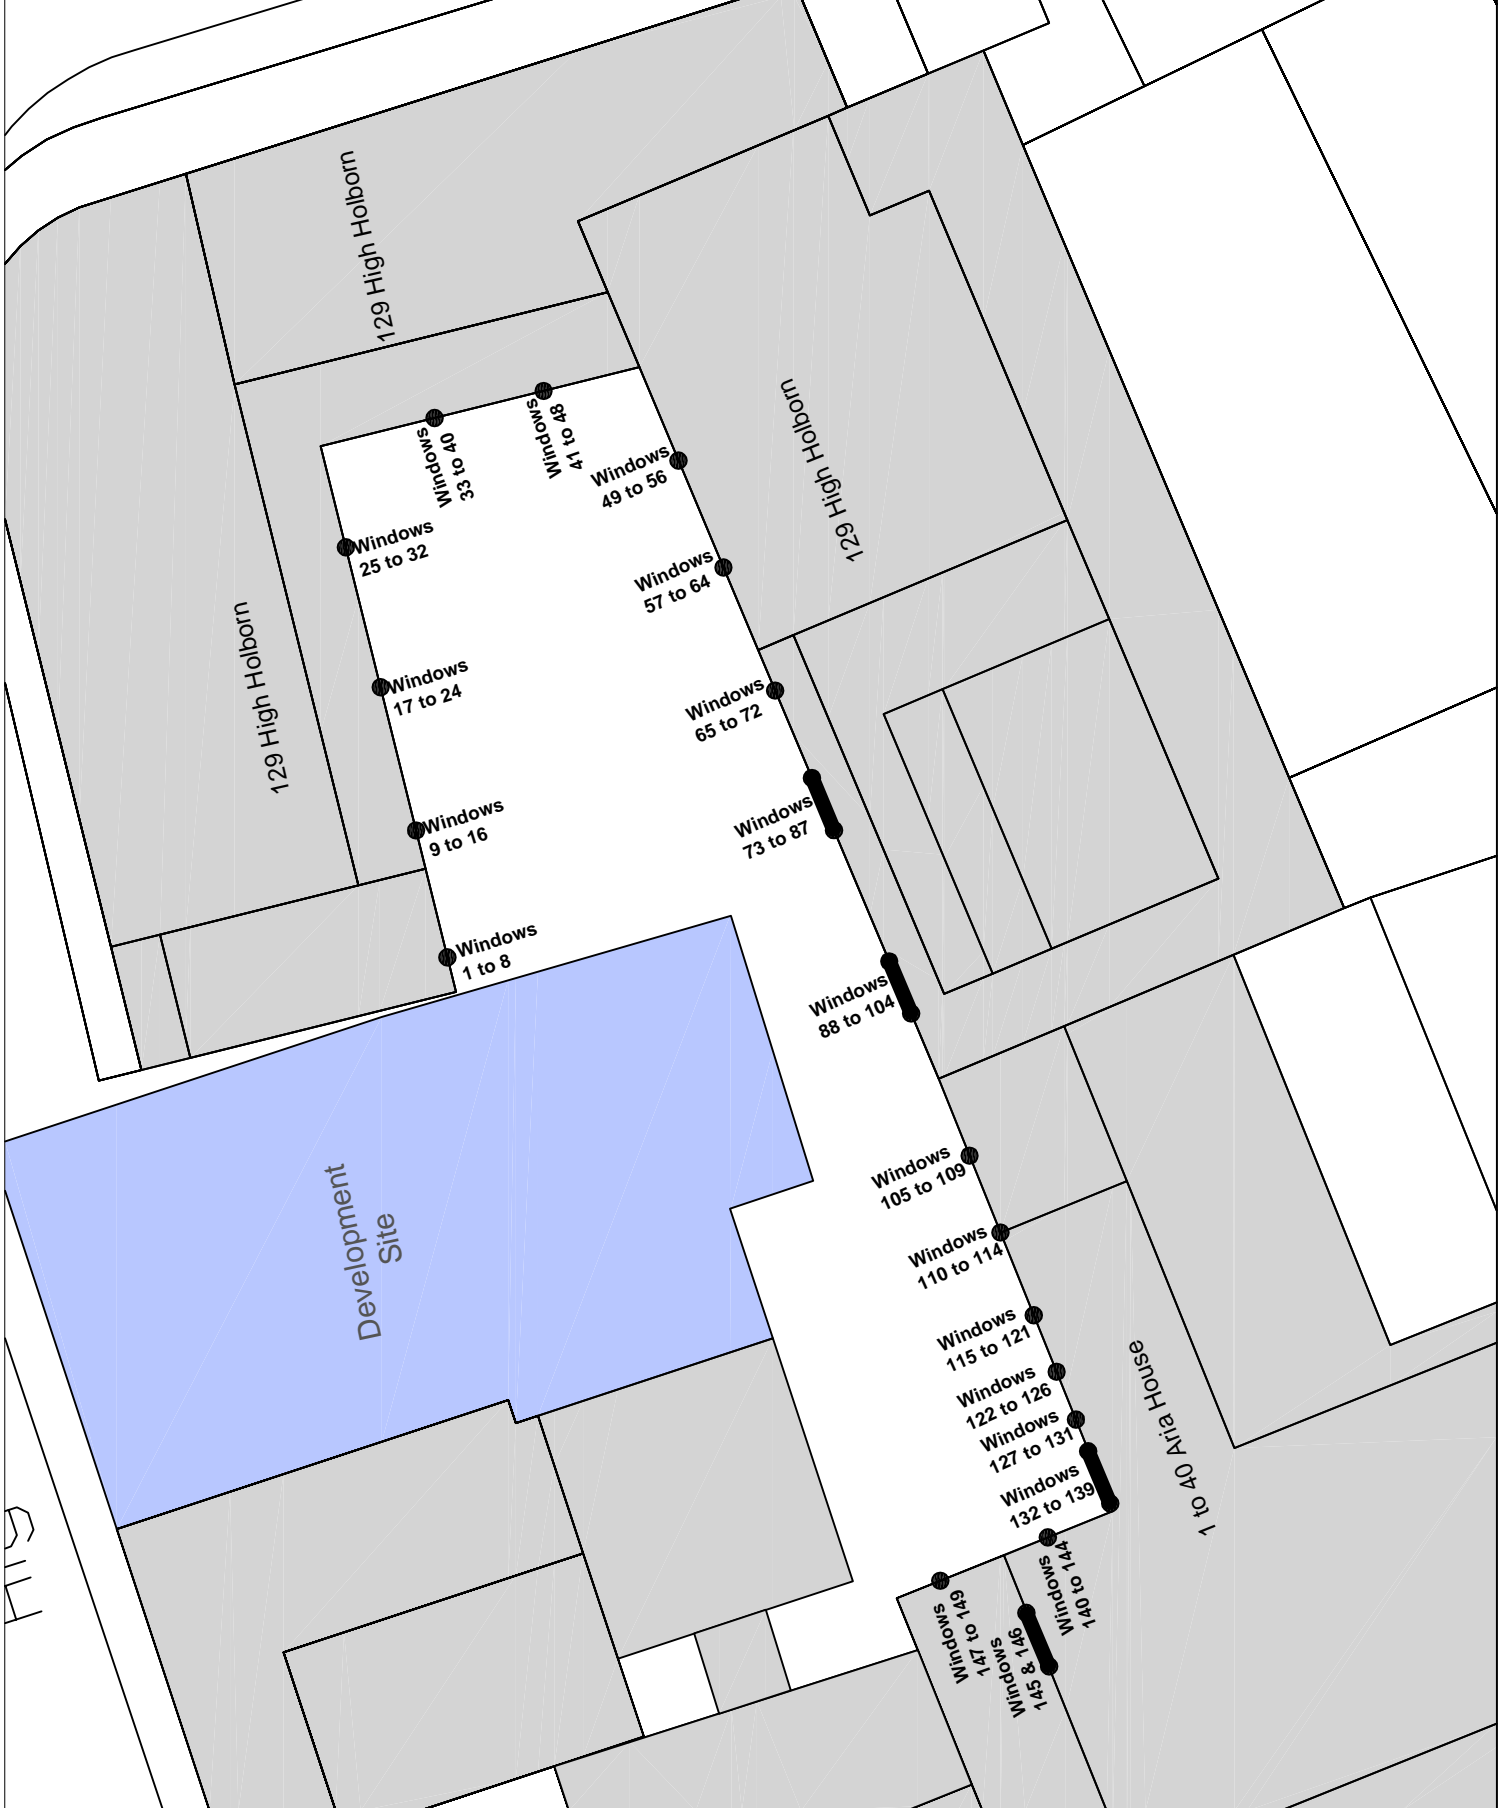 129 High Holborn
129 High Holborn
129 High Holborn
Windows
33 to 40
Windows
41 to 48
Windows
49 to 56
Windows
25 to 32
Windows
57 to 64
Windows
17 to 24
Windows
65 to 72
Windows
9 to 16
Windows
73 to 87
Windows
1 to 8
Windows
88 to 104
Development
Site
Windows
105 to 109
Windows
110 to 114
Windows
115 to 121
Windows
122 to 126
Windows
127 to 131
Windows
132 to 139
1 to 40 Aria House
Windows
140 to 144
Windows
145 & 146
Windows
147 to 149